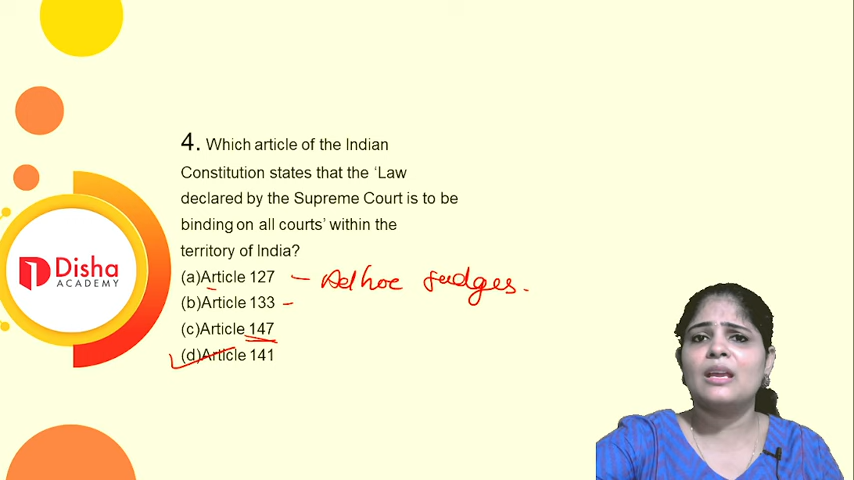 4. Which article of the Indian
Constitution states that the ‘Law
declared by the Supreme Court is to be
binding on all courts’ within the
territory of India?
(a)Article 127 – Adhoc Judges.
(b)Article 133 –
(c)Article 147
(d)Article 141
Disha
ACADEMY